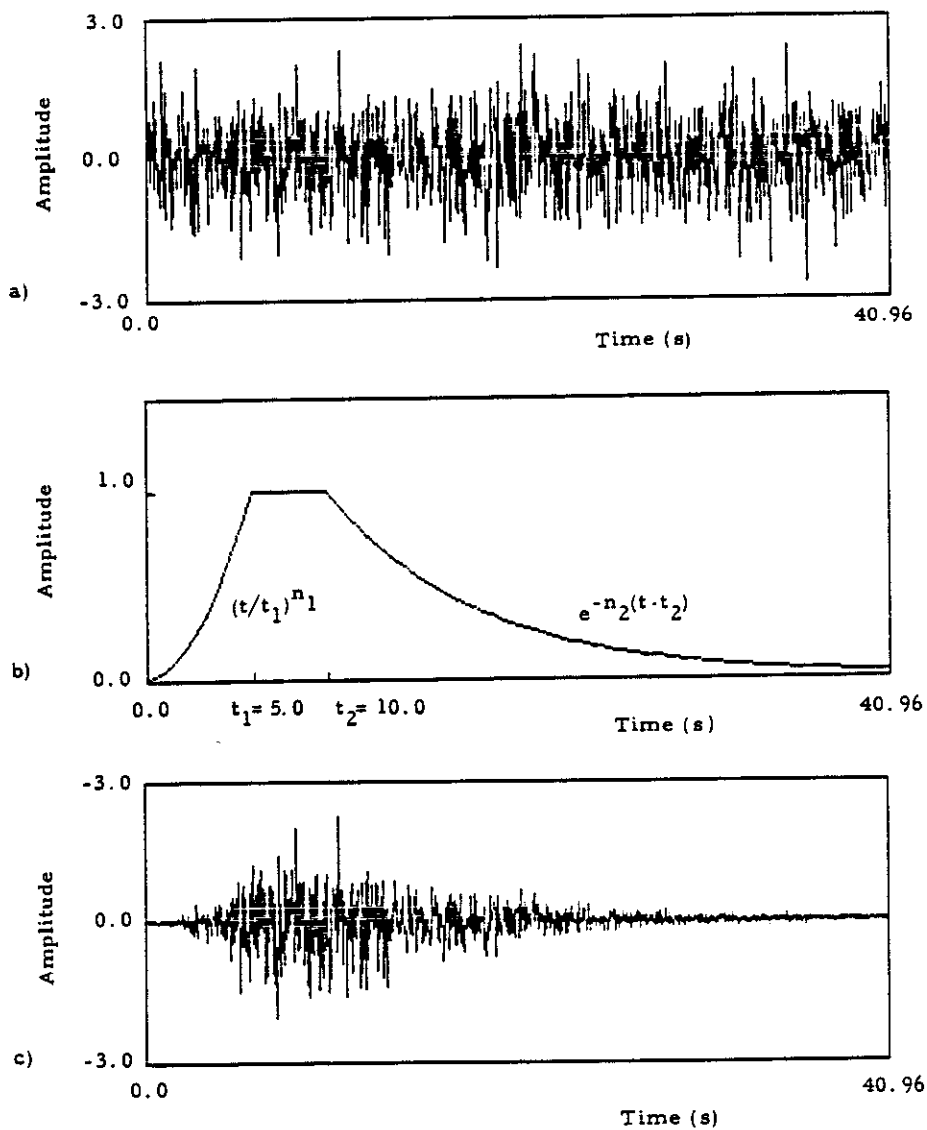 3.0
Amplitude
0.0
a)
-3.0
0.0
40.96
Time (s)
1.0
Amplitude
(t/t₁)ⁿ1
e⁻ⁿ2(t·t₂)
b)
0.0
0.0
t₁= 5.0
t₂= 10.0
40.96
Time (s)
-3.0
Amplitude
0.0
c)
-3.0
0.0
40.96
Time (s)